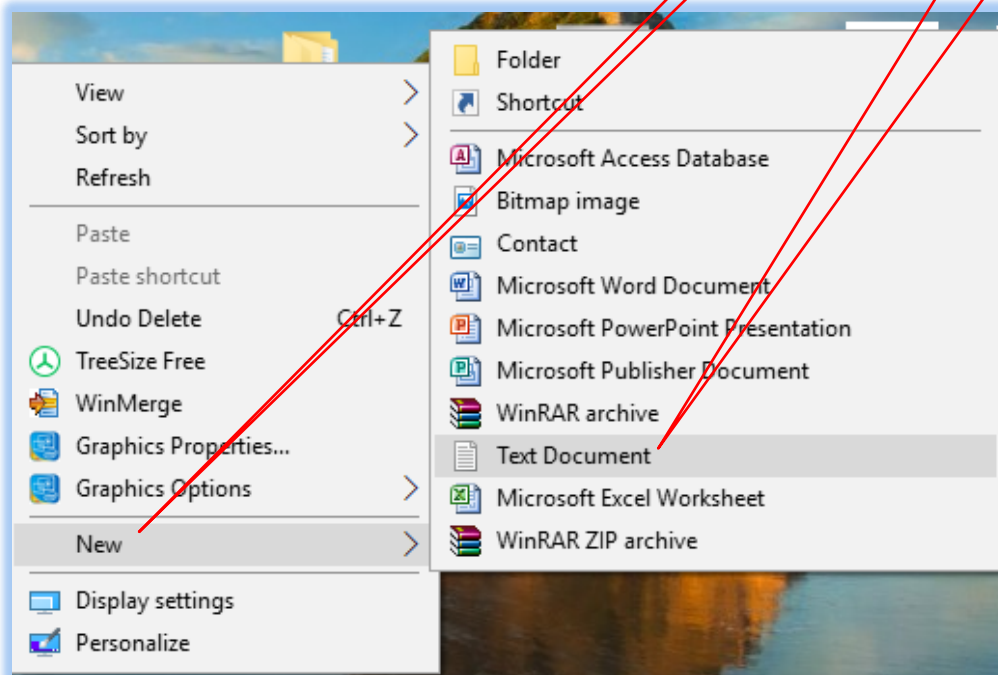 View
Sort by
Refresh
Paste
Paste shortcut
Undo Delete Ctrl+Z
TreeSize Free
WinMerge
Graphics Properties...
Graphics Options
New
Display settings
Personalize
Folder
Shortcut
Microsoft Access Database
Bitmap image
Contact
Microsoft Word Document
Microsoft PowerPoint Presentation
Microsoft Publisher Document
WinRAR archive
Text Document
Microsoft Excel Worksheet
WinRAR ZIP archive